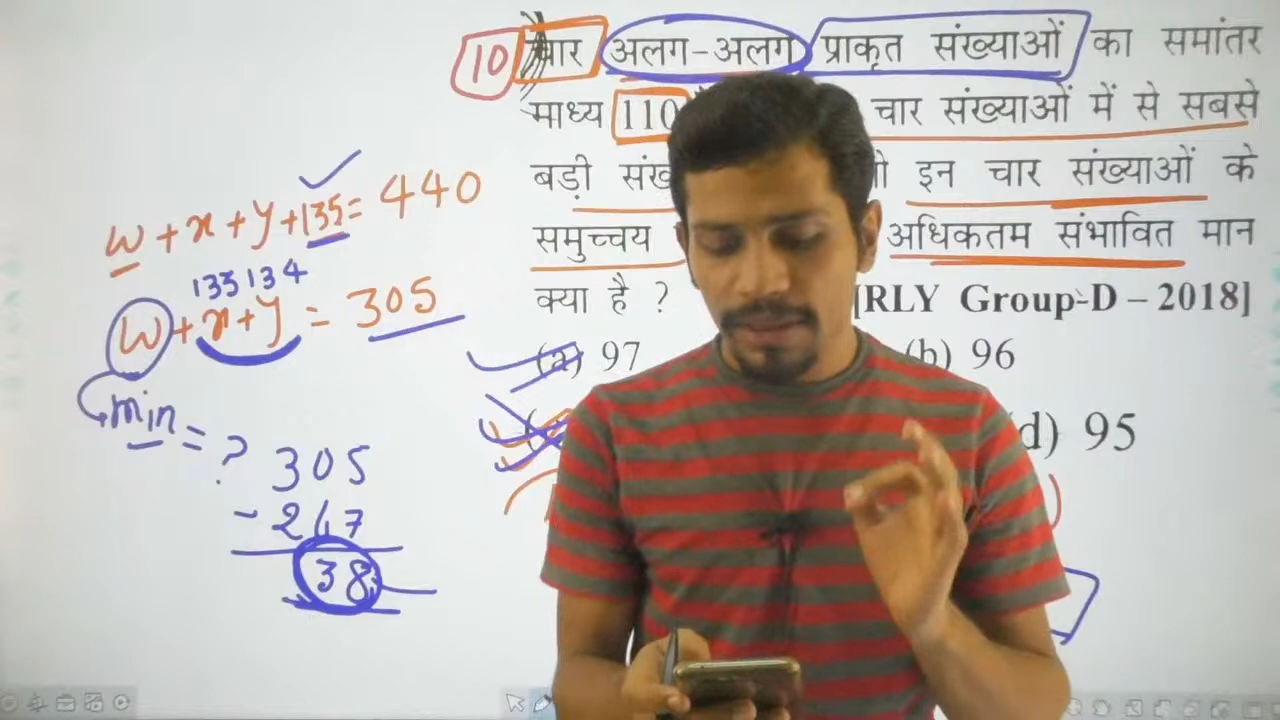 10 चार अलग-अलग प्राकृत संख्याओं का समांतर
माध्य 110 चार संख्याओं में से सबसे
बड़ी इन चार संख्याओं के
समुच्चय अधिकतम संभावित मान
क्या है ? [RLY Group-D – 2018]
(a) 97 (b) 96
(d) 95
w + x + y + 135 = 440
133 134
w + x + y = 305
min = ?
305
- 267
38